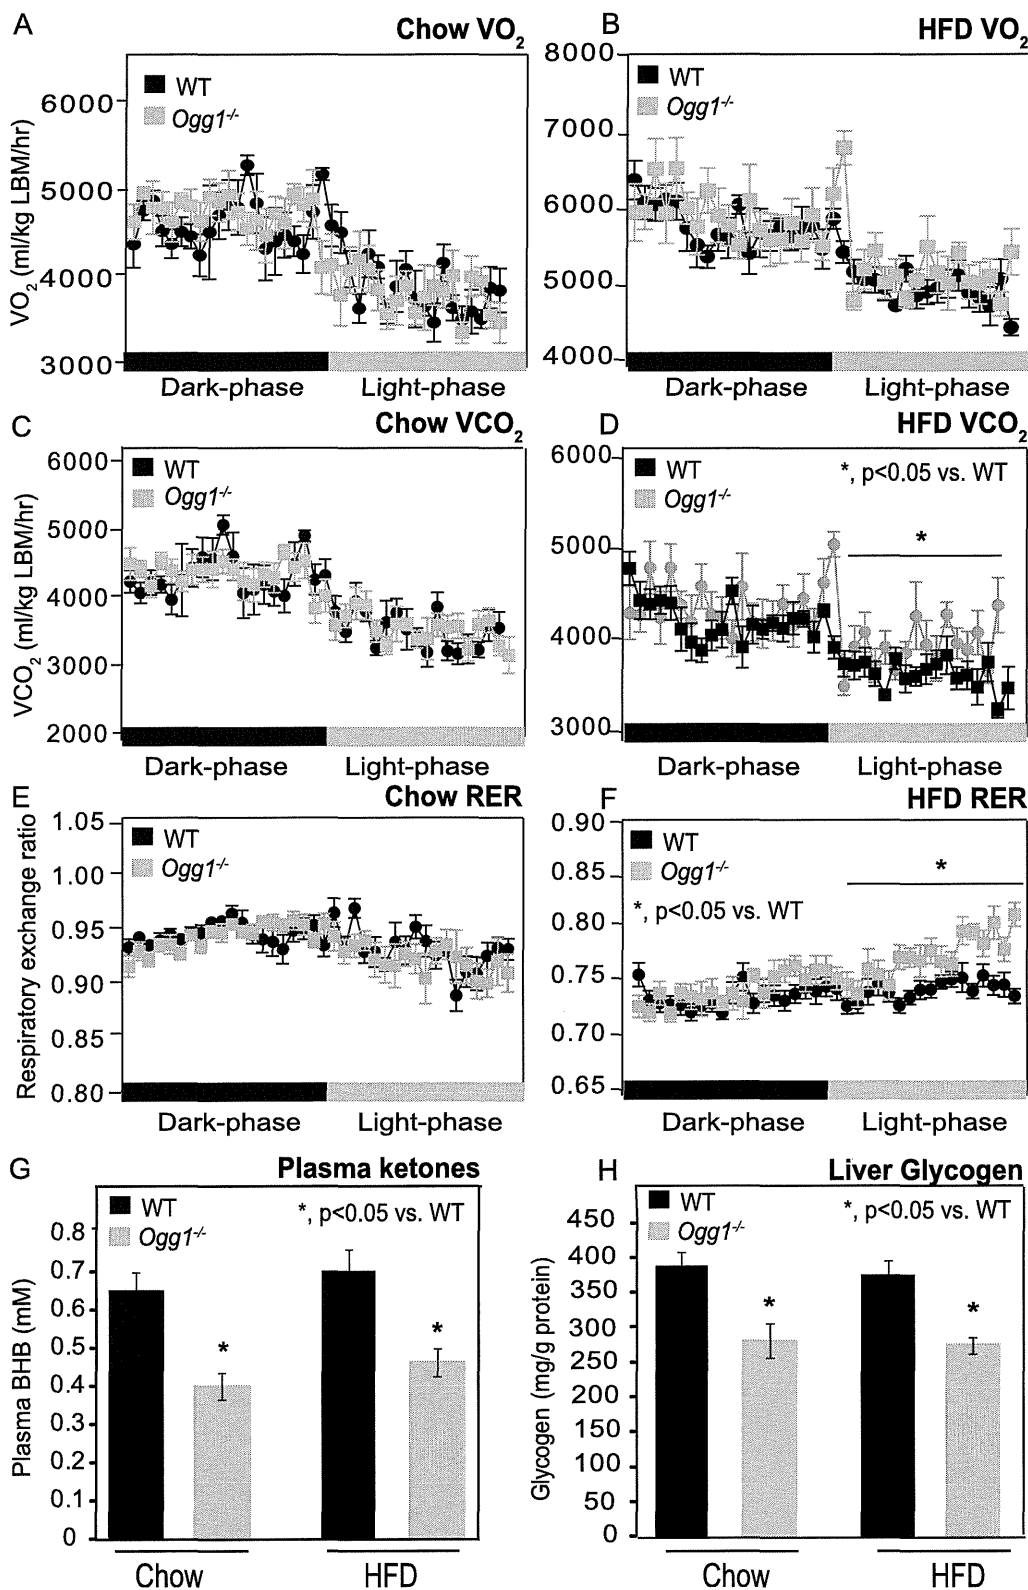 A
Chow VO2
WT
Ogg1-/-
VO2 (ml/kg LBM/hr)
6000
5000
4000
3000
Dark-phase
Light-phase
B
HFD VO2
WT
Ogg1-/-
8000
7000
6000
5000
4000
Dark-phase
Light-phase
C
Chow VCO2
WT
Ogg1-/-
VCO2 (ml/kg LBM/hr)
6000
5000
4000
3000
2000
Dark-phase
Light-phase
D
HFD VCO2
WT
Ogg1-/-
*, p<0.05 vs. WT
*
6000
5000
4000
3000
Dark-phase
Light-phase
E
Chow RER
WT
Ogg1-/-
Respiratory exchange ratio
1.05
1.00
0.95
0.90
0.85
0.80
Dark-phase
Light-phase
F
HFD RER
WT
Ogg1-/-
*, p<0.05 vs. WT
*
0.90
0.85
0.80
0.75
0.70
0.65
Dark-phase
Light-phase
G
Plasma ketones
WT
Ogg1-/-
*, p<0.05 vs. WT
Plasma BHB (mM)
0.8
0.7
0.6
0.5
0.4
0.3
0.2
0.1
0
*
*
Chow
HFD
H
Liver Glycogen
WT
Ogg1-/-
*, p<0.05 vs. WT
Glycogen (mg/g protein)
450
400
350
300
250
200
150
100
50
0
*
*
Chow
HFD